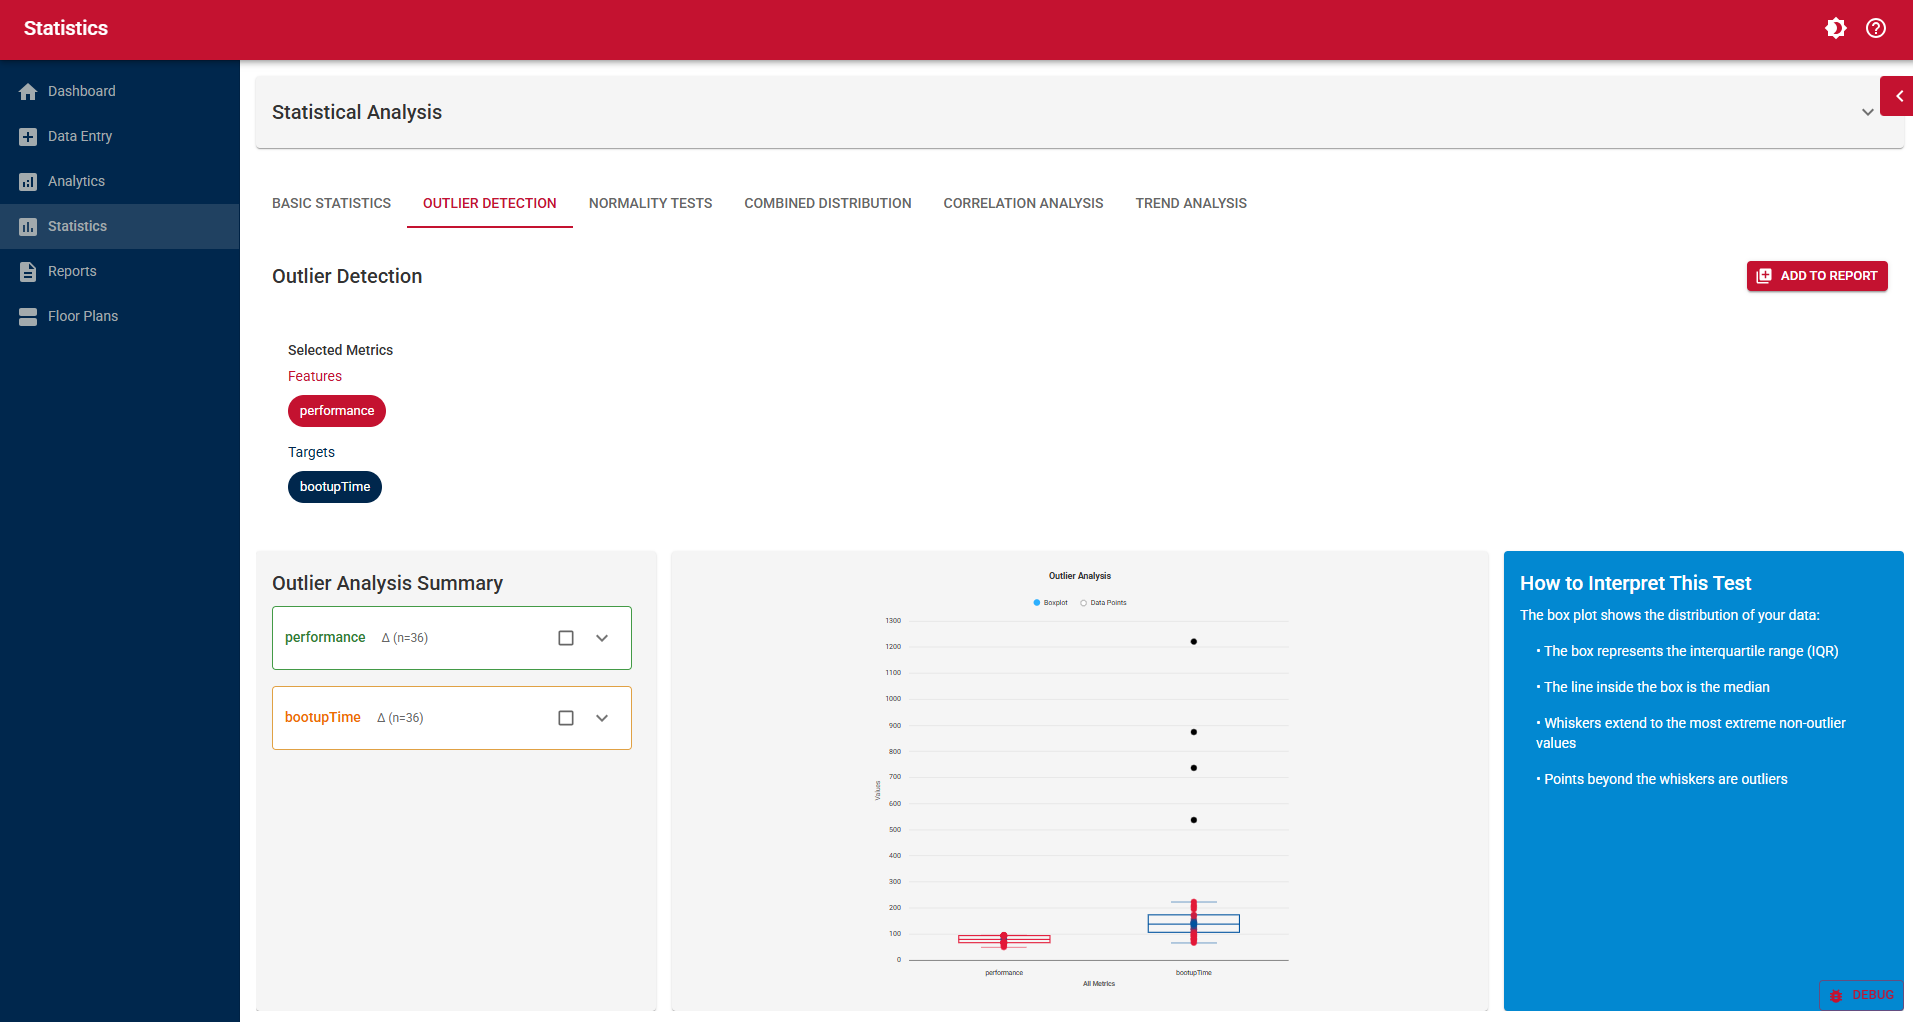 Statistics
Dashboard
Data Entry
Analytics
Statistics
Reports
Floor Plans
Statistical Analysis
BASIC STATISTICS
OUTLIER DETECTION
NORMALITY TESTS
COMBINED DISTRIBUTION
CORRELATION ANALYSIS
TREND ANALYSIS
Outlier Detection
ADD TO REPORT
Selected Metrics
Features
performance
Targets
bootupTime
Outlier Analysis Summary
performance Δ (n=36)
bootupTime Δ (n=36)
Outlier Analysis
Boxplot Data Points
1300
1200
1100
1000
900
800
700
600
500
400
300
200
100
0
Values
performance bootupTime
All Metrics
How to Interpret This Test
The box plot shows the distribution of your data:
• The box represents the interquartile range (IQR)
• The line inside the box is the median
• Whiskers extend to the most extreme non-outlier
values
• Points beyond the whiskers are outliers
DEBUG